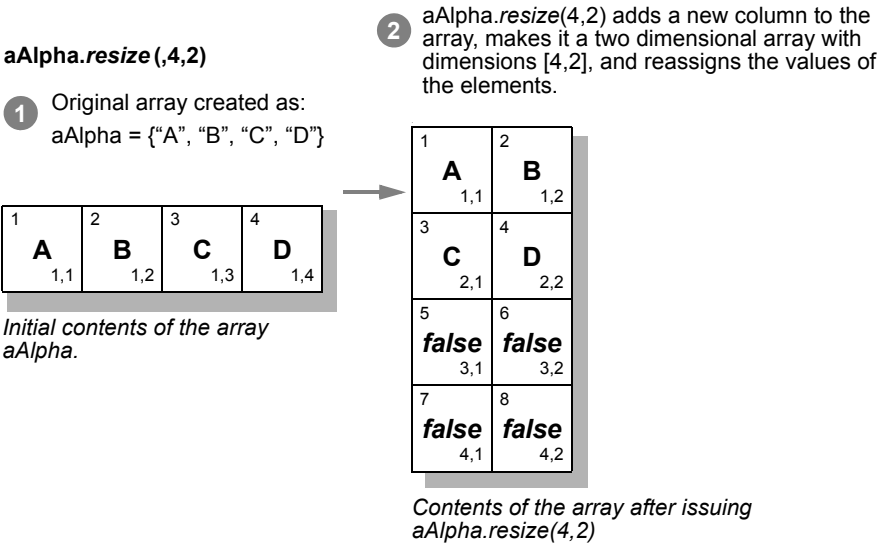 aAlpha.resize (,4,2)
1
Original array created as:
aAlpha = {“A”, “B”, “C”, “D”}
1 2 3 4
A B C D
1,1 1,2 1,3 1,4
Initial contents of the array
aAlpha.
2
aAlpha.resize(4,2) adds a new column to the
array, makes it a two dimensional array with
dimensions [4,2], and reassigns the values of
the elements.
1 2
A B
1,1 1,2
3 4
C D
2,1 2,2
5 6
false false
3,1 3,2
7 8
false false
4,1 4,2
Contents of the array after issuing
aAlpha.resize(4,2)